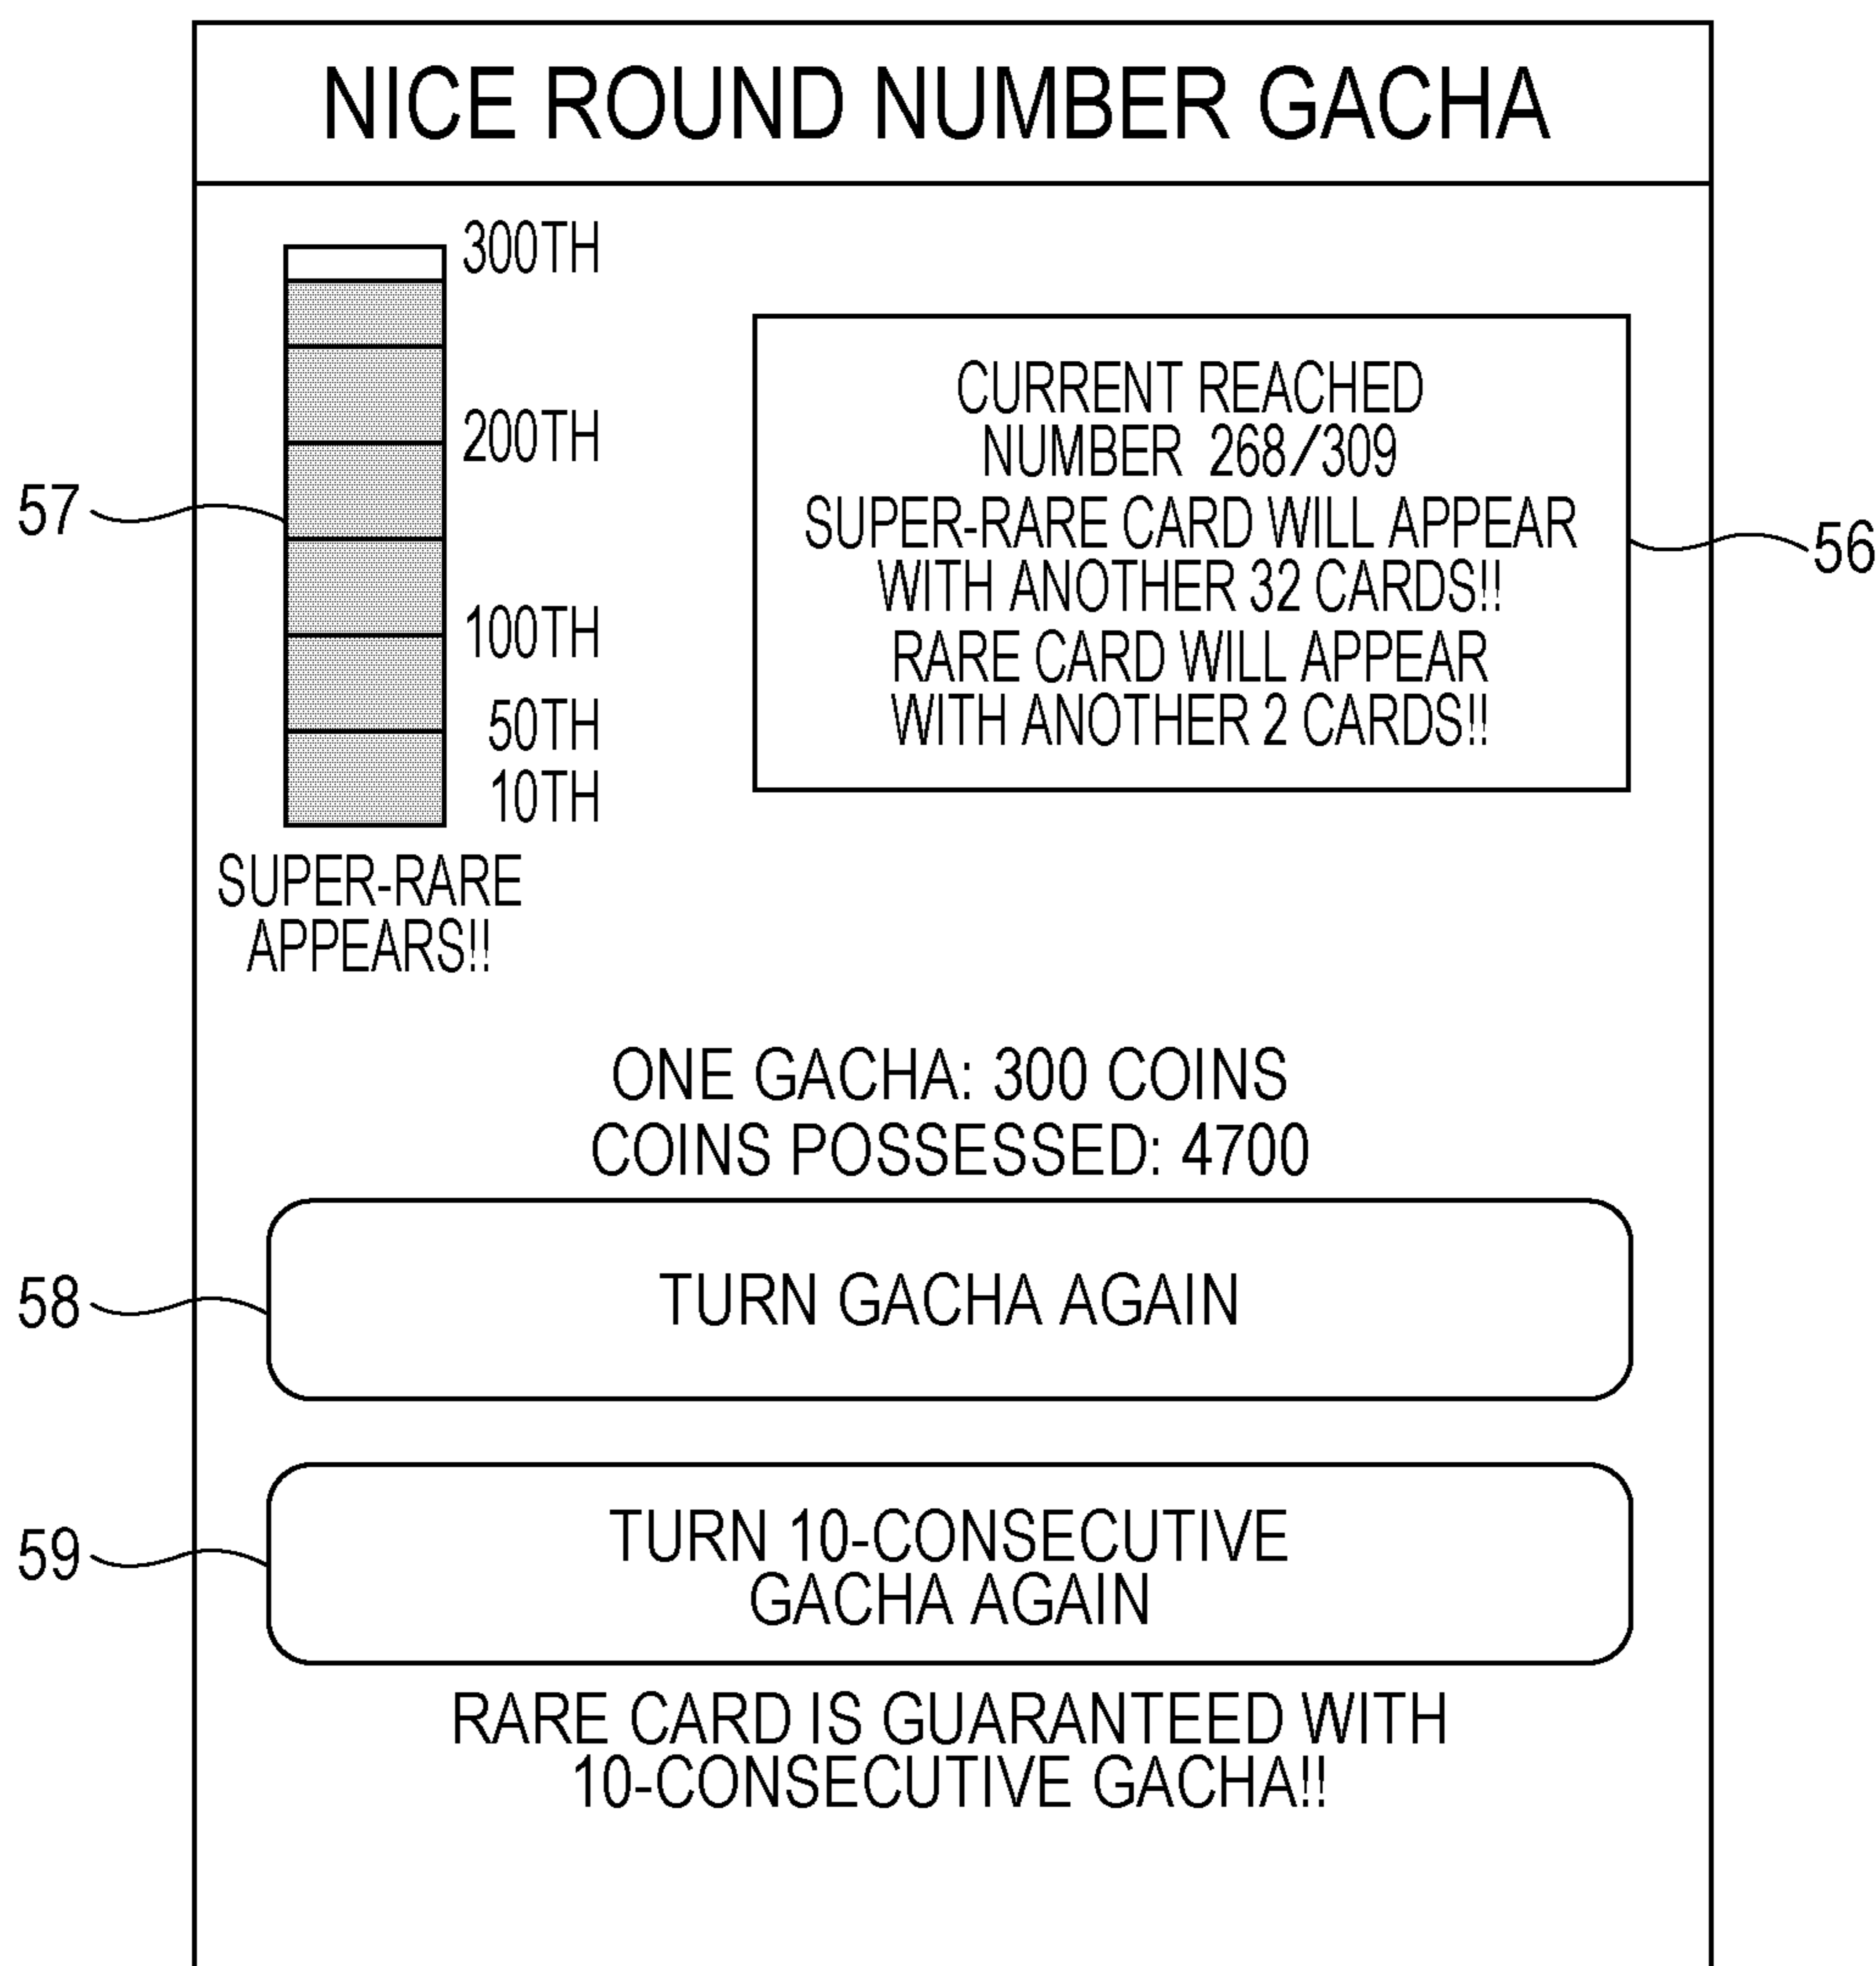 NICE ROUND NUMBER GACHA
300TH
200TH
100TH
50TH
10TH
57
SUPER-RARE
APPEARS!!
CURRENT REACHED
NUMBER 268/309
SUPER-RARE CARD WILL APPEAR
WITH ANOTHER 32 CARDS!!
RARE CARD WILL APPEAR
WITH ANOTHER 2 CARDS!!
56
ONE GACHA: 300 COINS
COINS POSSESSED: 4700
58
TURN GACHA AGAIN
59
TURN 10-CONSECUTIVE
GACHA AGAIN
RARE CARD IS GUARANTEED WITH
10-CONSECUTIVE GACHA!!